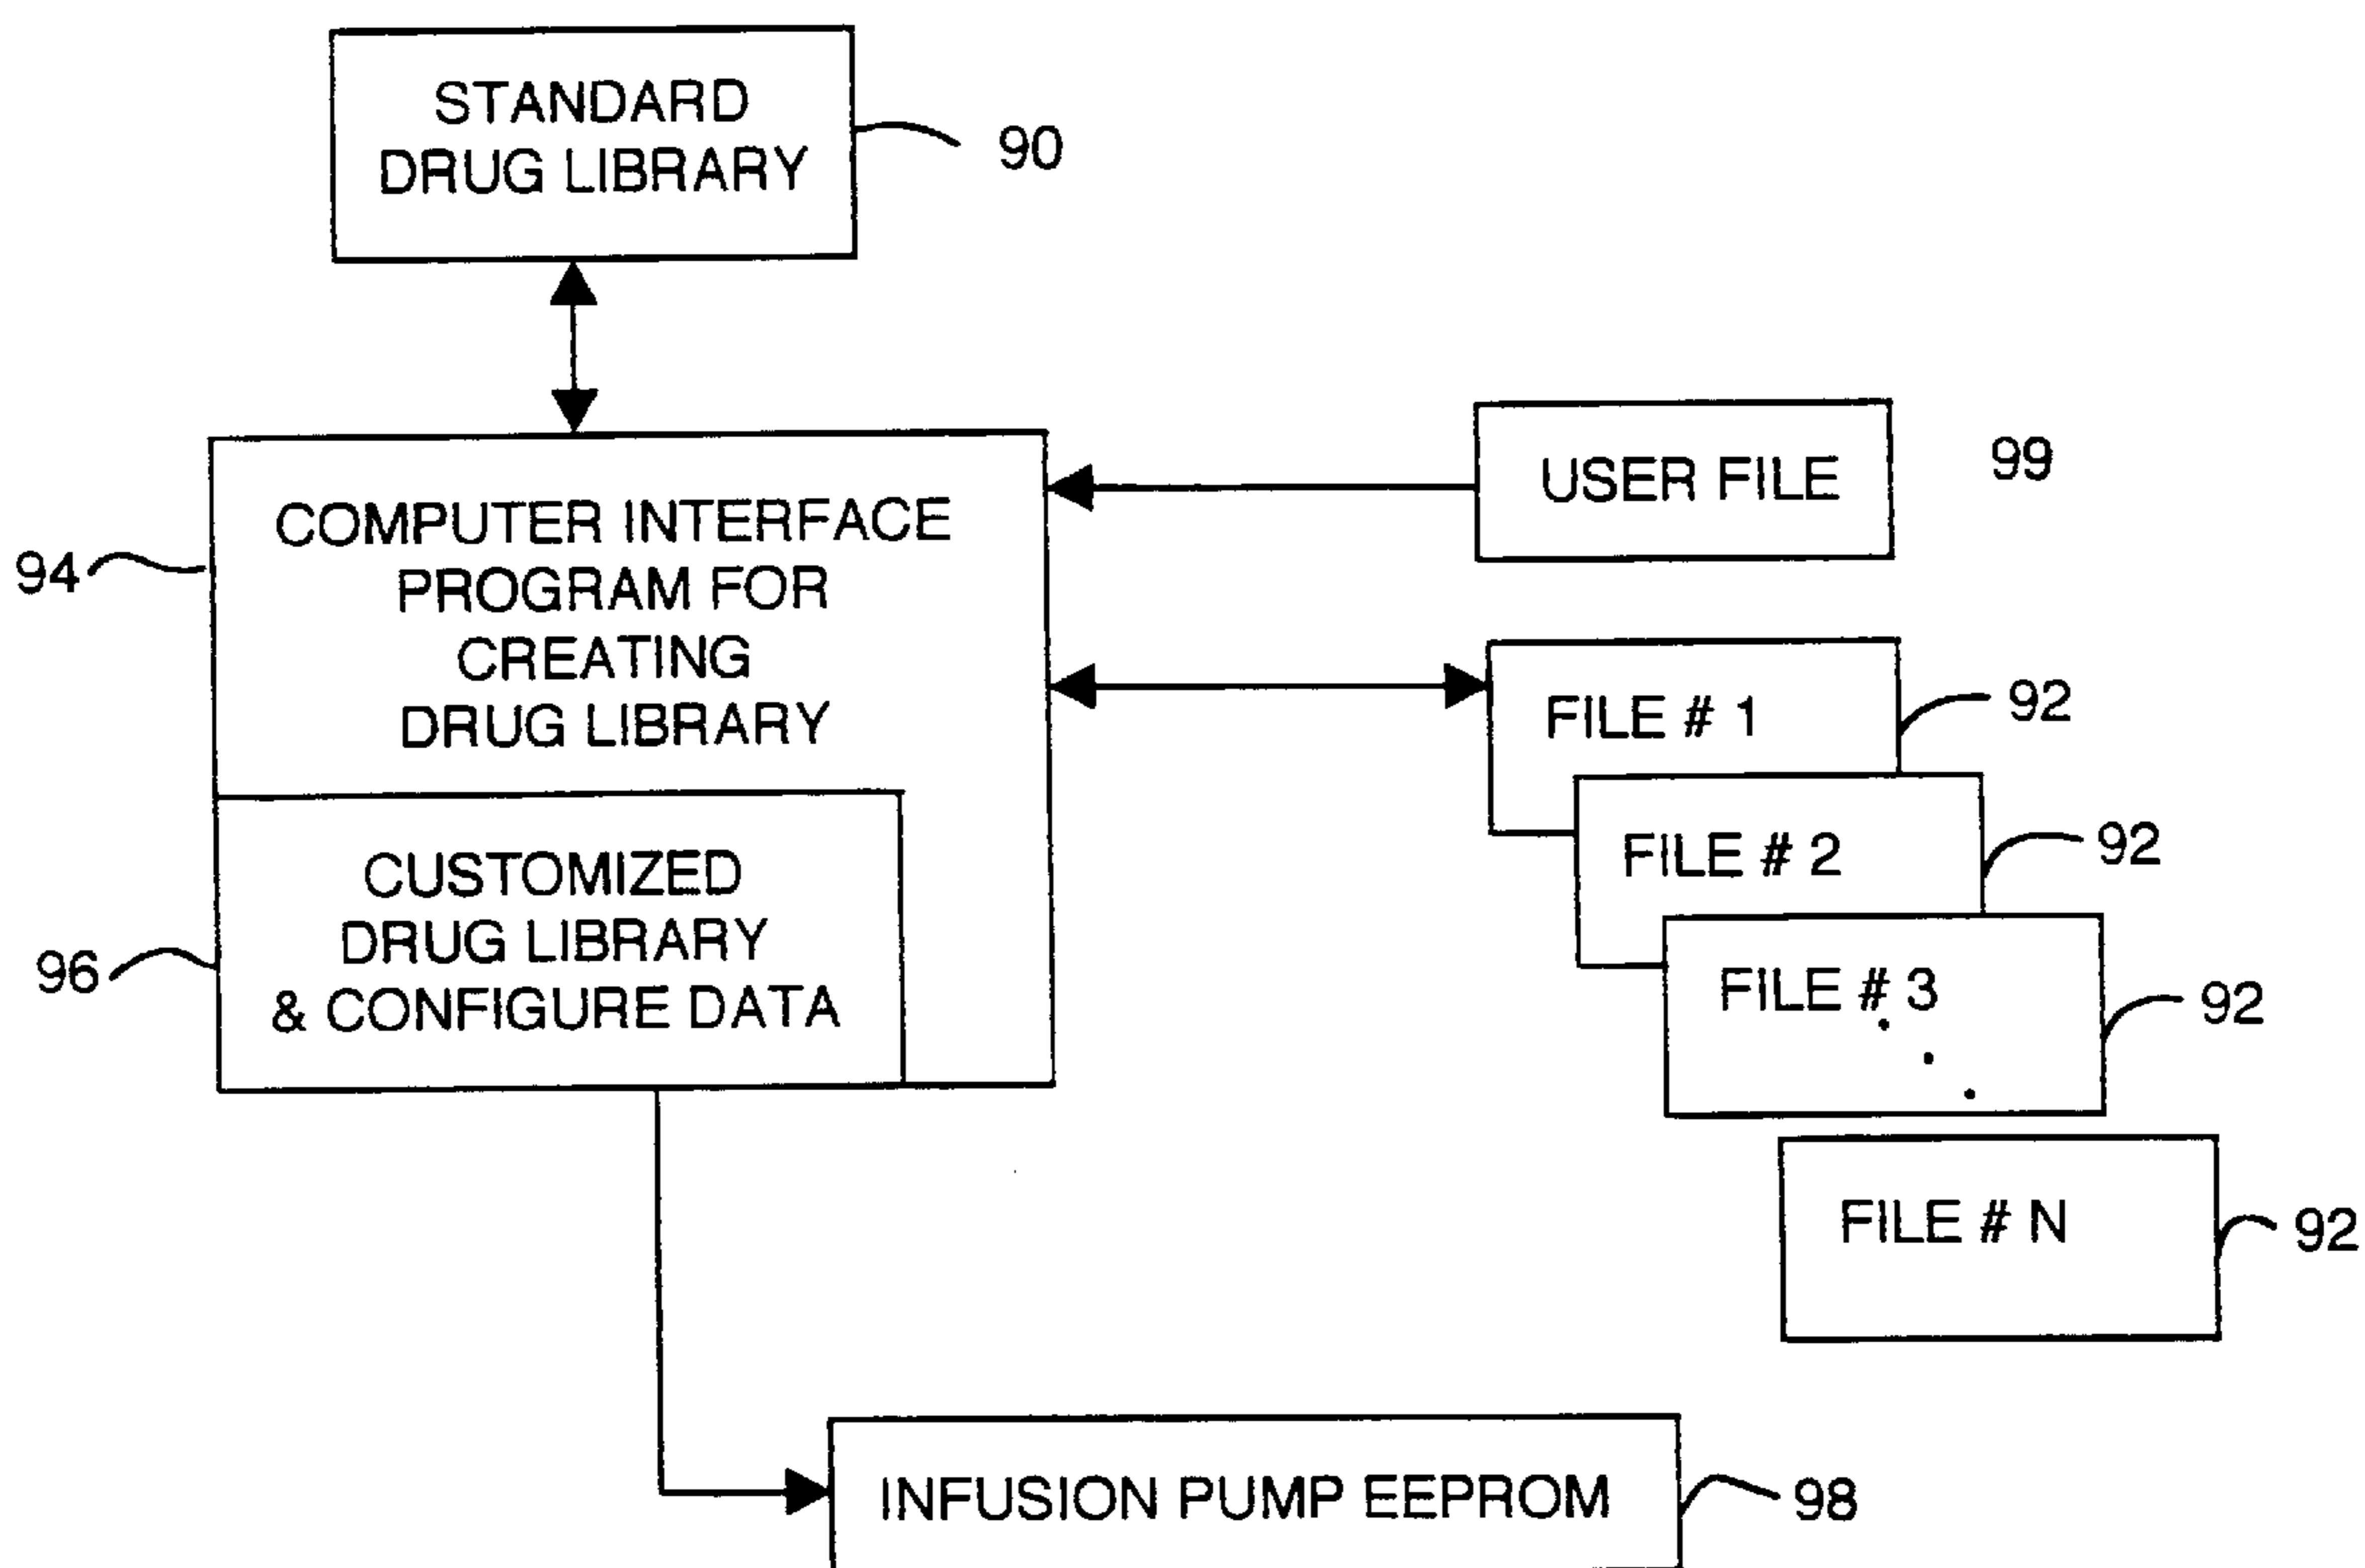 STANDARD
DRUG LIBRARY
90
COMPUTER INTERFACE
PROGRAM FOR
CREATING
DRUG LIBRARY
94
USER FILE
99
FILE # 1
92
FILE # 2
92
FILE # 3
92
FILE # N
92
CUSTOMIZED
DRUG LIBRARY
& CONFIGURE DATA
96
INFUSION PUMP EEPROM
98